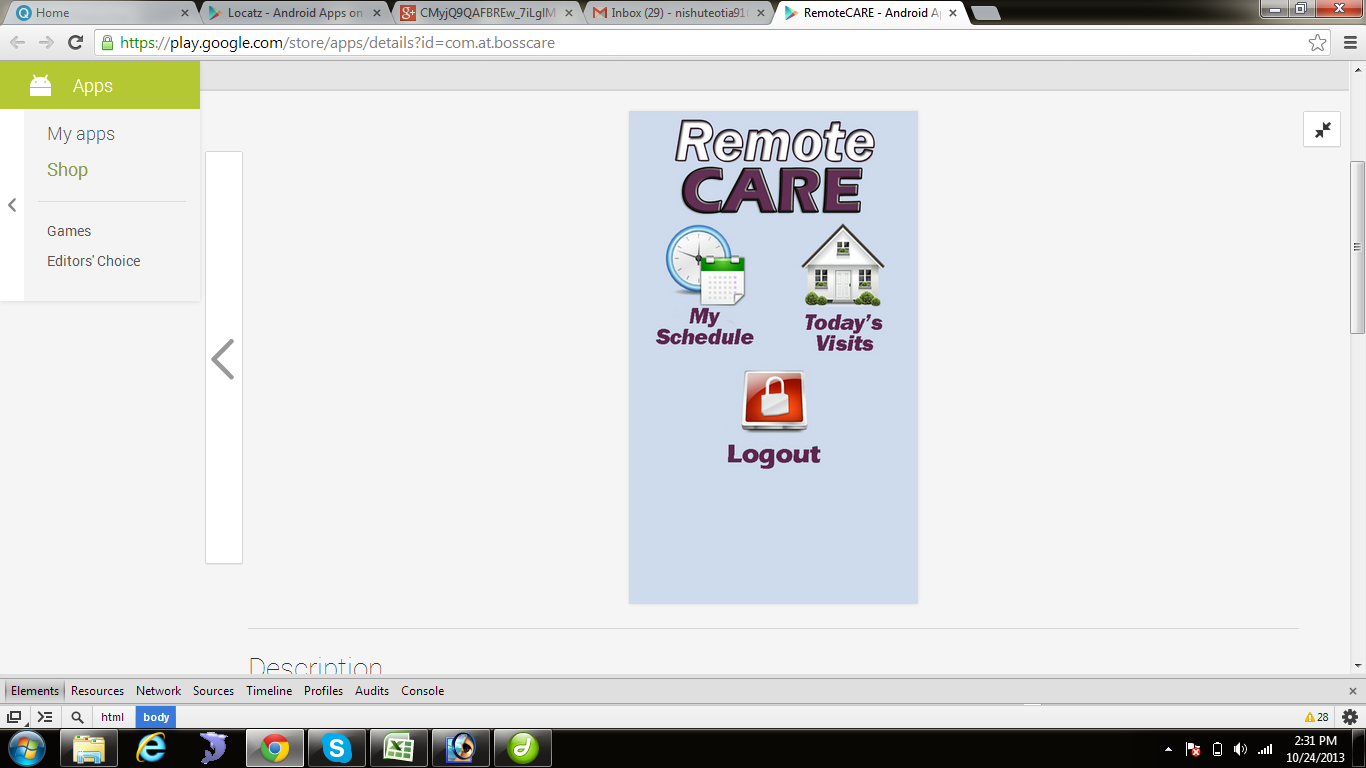 Home
Locatz - Android Apps on
CMyjQ9QAFBREw_7iLgIM
Inbox (29) - nishuteotia91
RemoteCARE - Android A
https://play.google.com/store/apps/details?id=com.at.bosscare
Apps
My apps
Shop
Games
Editors' Choice
Remote
CARE
My
Schedule
Today's
Visits
Logout
Description
Elements Resources Network Sources Timeline Profiles Audits Console
html body
28
2:31 PM
10/24/2013